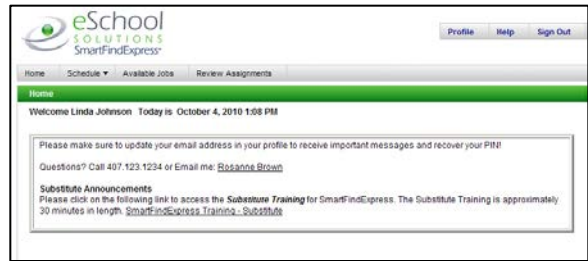 eSchool
SOLUTIONS
SmartFindExpress
Profile Help Sign Out
Home Schedule ▼ Available Jobs Review Assignments
Home
Welcome Linda Johnson Today is October 4, 2010 1:08 PM
Please make sure to update your email address in your profile to receive important messages and recover your PIN!
Questions? Call 407.123.1234 or Email me: Rosanne Brown
Substitute Announcements
Please click on the following link to access the Substitute Training for SmartFindExpress. The Substitute Training is approximately
30 minutes in length. SmartFindExpress Training - Substitute